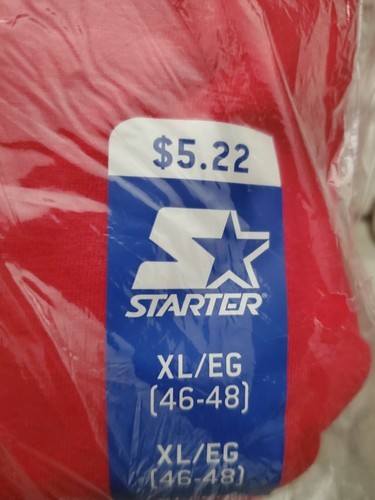 $5.22
STARTER®
XL/EG
(46-48)
XL/EG
(46-48)